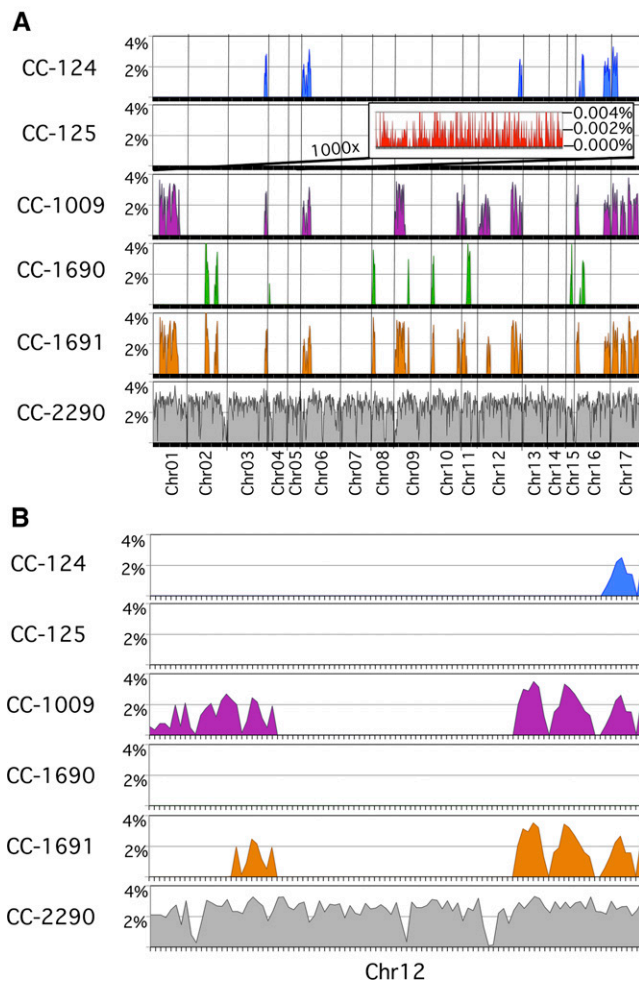 A
CC-124
4%
2%
CC-125
4%
2%
1000x
0.004%
0.002%
0.000%
CC-1009
4%
2%
CC-1690
4%
2%
CC-1691
4%
2%
CC-2290
4%
2%
Chr01
Chr02
Chr03
Chr04
Chr05
Chr06
Chr07
Chr08
Chr09
Chr10
Chr11
Chr12
Chr13
Chr14
Chr15
Chr16
Chr17
B
CC-124
4%
2%
CC-125
4%
2%
CC-1009
4%
2%
CC-1690
4%
2%
CC-1691
4%
2%
CC-2290
4%
2%
Chr12